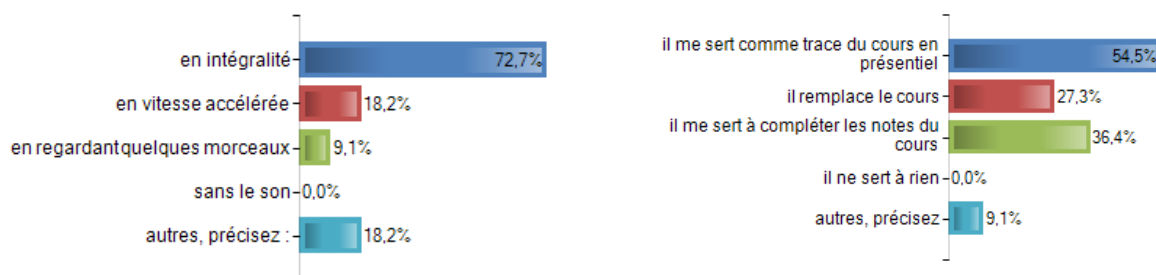 en intégralité 72,7%
en vitesse accélérée 18,2%
en regardant quelques morceaux 9,1%
sans le son 0,0%
autres, précisez : 18,2%
il me sert comme trace du cours en
présentiel 54,5%
il remplace le cours 27,3%
il me sert à compléter les notes du
cours 36,4%
il ne sert à rien 0,0%
autres, précisez 9,1%